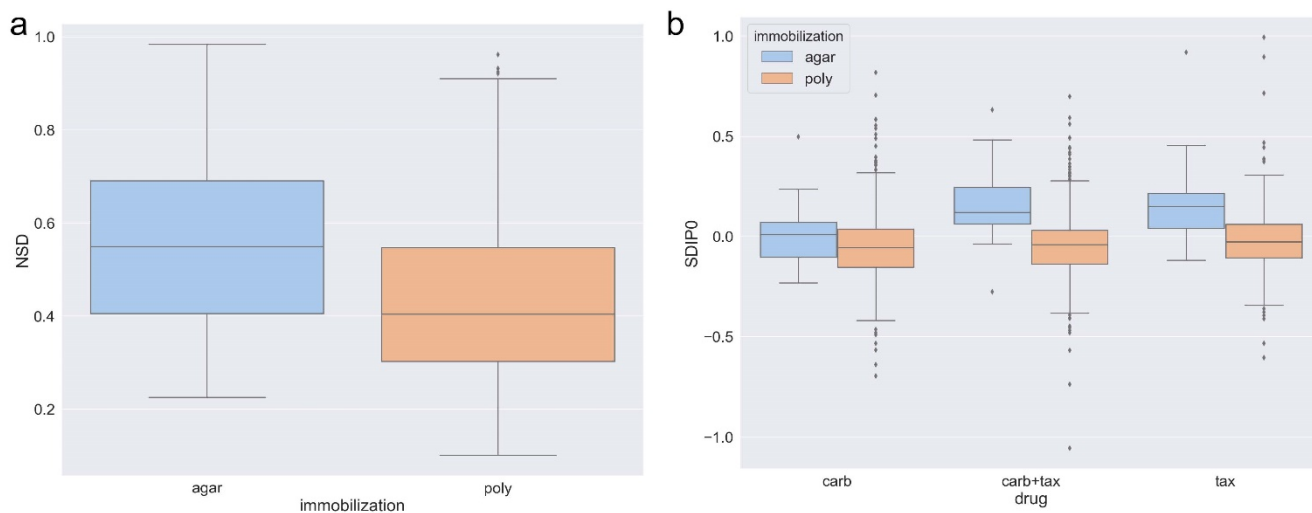 a
1.0
0.8
0.6
0.4
0.2
NSD
agar
poly
immobilization
b
immobilization
agar
poly
1.0
0.5
0.0
−0.5
−1.0
SDIP0
carb
carb+tax
tax
drug